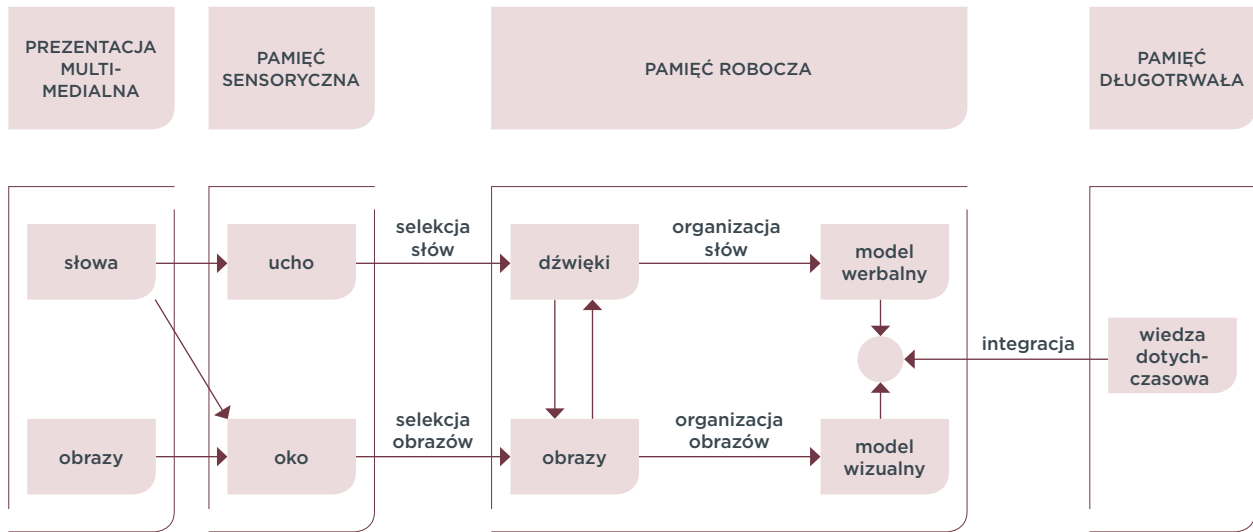 PREZENTACJA
MULTI-
MEDIALNA
PAMIĘĆ
SENSORYCZNA
PAMIĘĆ ROBOCZA
PAMIĘĆ
DŁUGOTRWAŁA
słowa
ucho
selekcja
słów
dźwięki
organizacja
słów
model
werbalny
integracja
wiedza
dotych-
czasowa
obrazy
oko
selekcja
obrazów
obrazy
organizacja
obrazów
model
wizualny